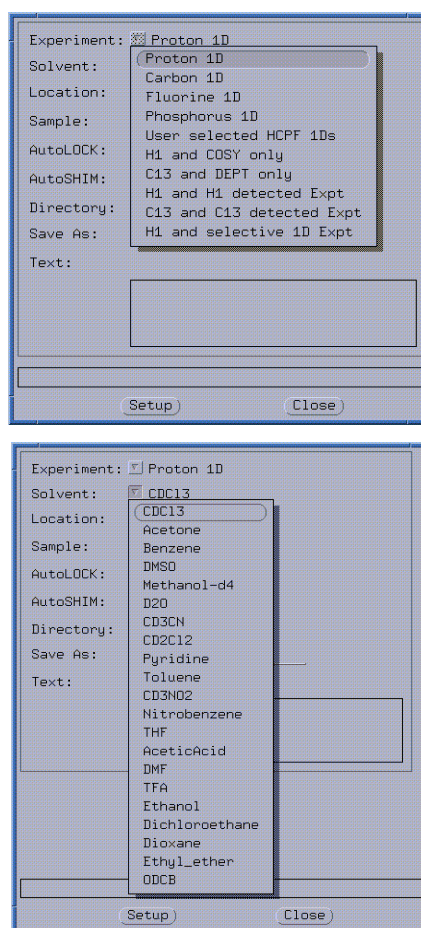 Experiment: Proton 1D
Proton 1D
Carbon 1D
Fluorine 1D
Phosphorus 1D
User selected HCPF 1Ds
H1 and COSY only
C13 and DEPT only
H1 and H1 detected Expt
C13 and C13 detected Expt
H1 and selective 1D Expt
Solvent:
Location:
Sample:
AutoLOCK:
AutoSHIM:
Directory:
Save As:
Text:
Setup Close
Experiment: Proton 1D
Solvent: CDCl3
CDCl3
Acetone
Benzene
DMSO
Methanol-d4
D2O
CD3CN
CD2Cl2
Pyridine
Toluene
CD3NO2
Nitrobenzene
THF
AceticAcid
DMF
TFA
Ethanol
Dichloroethane
Dioxane
Ethyl_ether
ODCB
Location:
Sample:
AutoLOCK:
AutoSHIM:
Directory:
Save As:
Text:
Setup Close